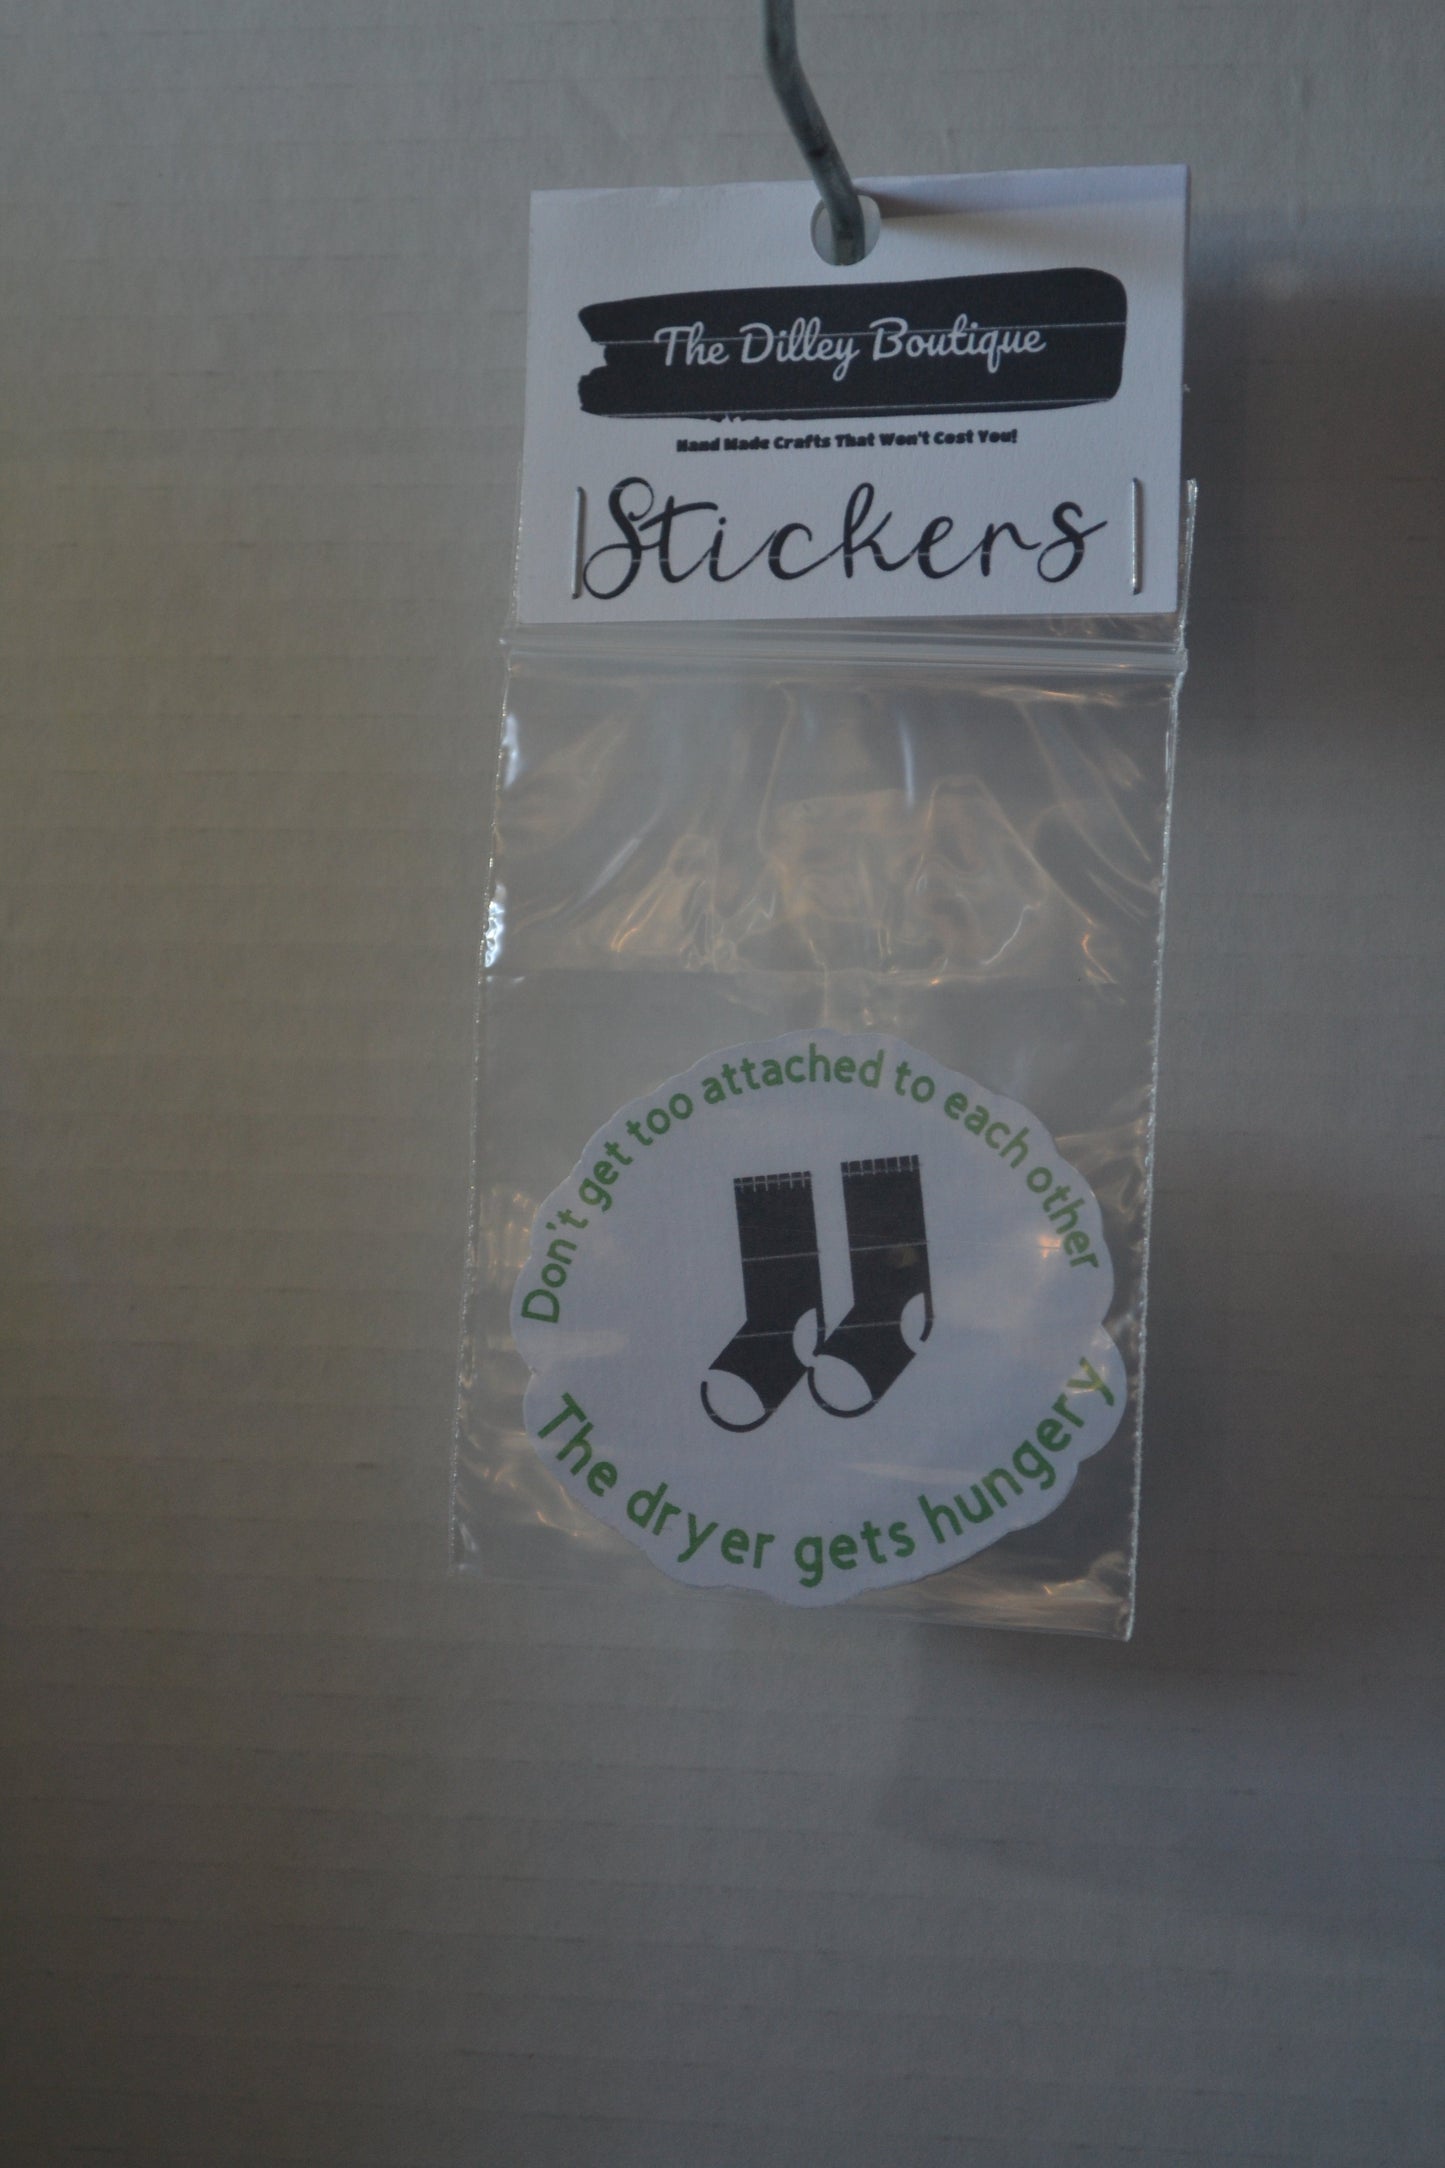 The Dilley Boutique
Hand Made Crafts That Won't Cost You!
Stickers
Don't get too attached to each other
The dryer gets hungery